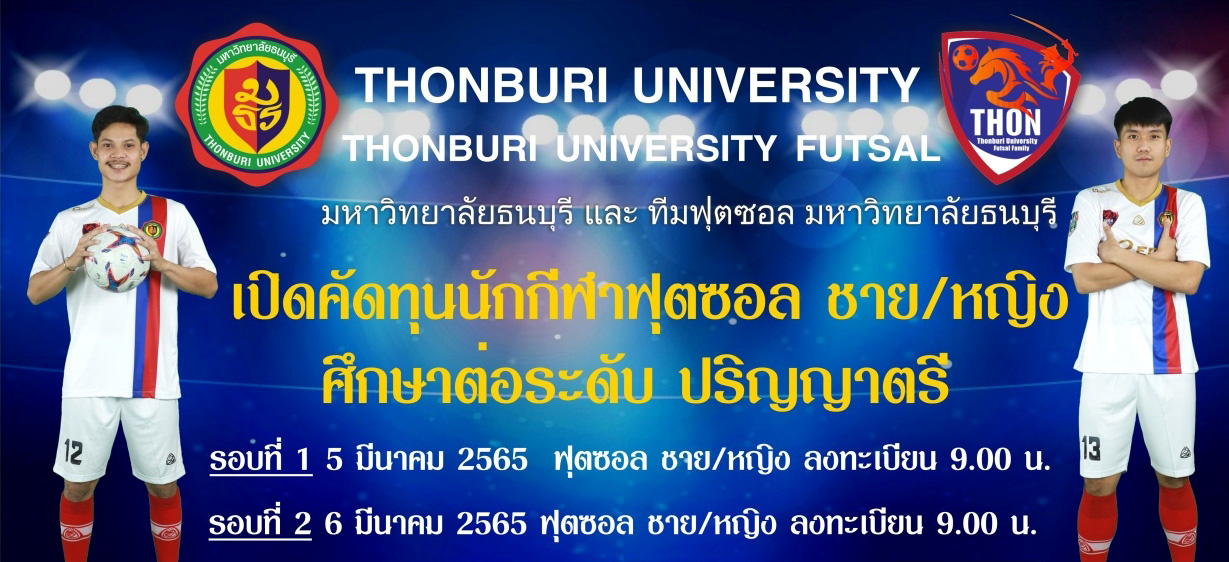 มหาวิทยาลัยธนบุรี
มธร
THONBURI UNIVERSITY
THONBURI UNIVERSITY
THONBURI UNIVERSITY FUTSAL
THON
Thonburi University
Futsal Family
มหาวิทยาลัยธนบุรี และ ทีมฟุตซอล มหาวิทยาลัยธนบุรี
เปิดคัดทุนนักกีฬาฟุตซอล ชาย/หญิง
ศึกษาต่อระดับ ปริญญาตรี
รอบที่ 1 5 มีนาคม 2565 ฟุตซอล ชจย/หญิง ลงทะเบียน 9.00 น.
รอบที่ 2 6 มีนาคม 2565 ฟุตซอล ชาย/หญิง ลงทะเบียน 9.00 น.
12
13